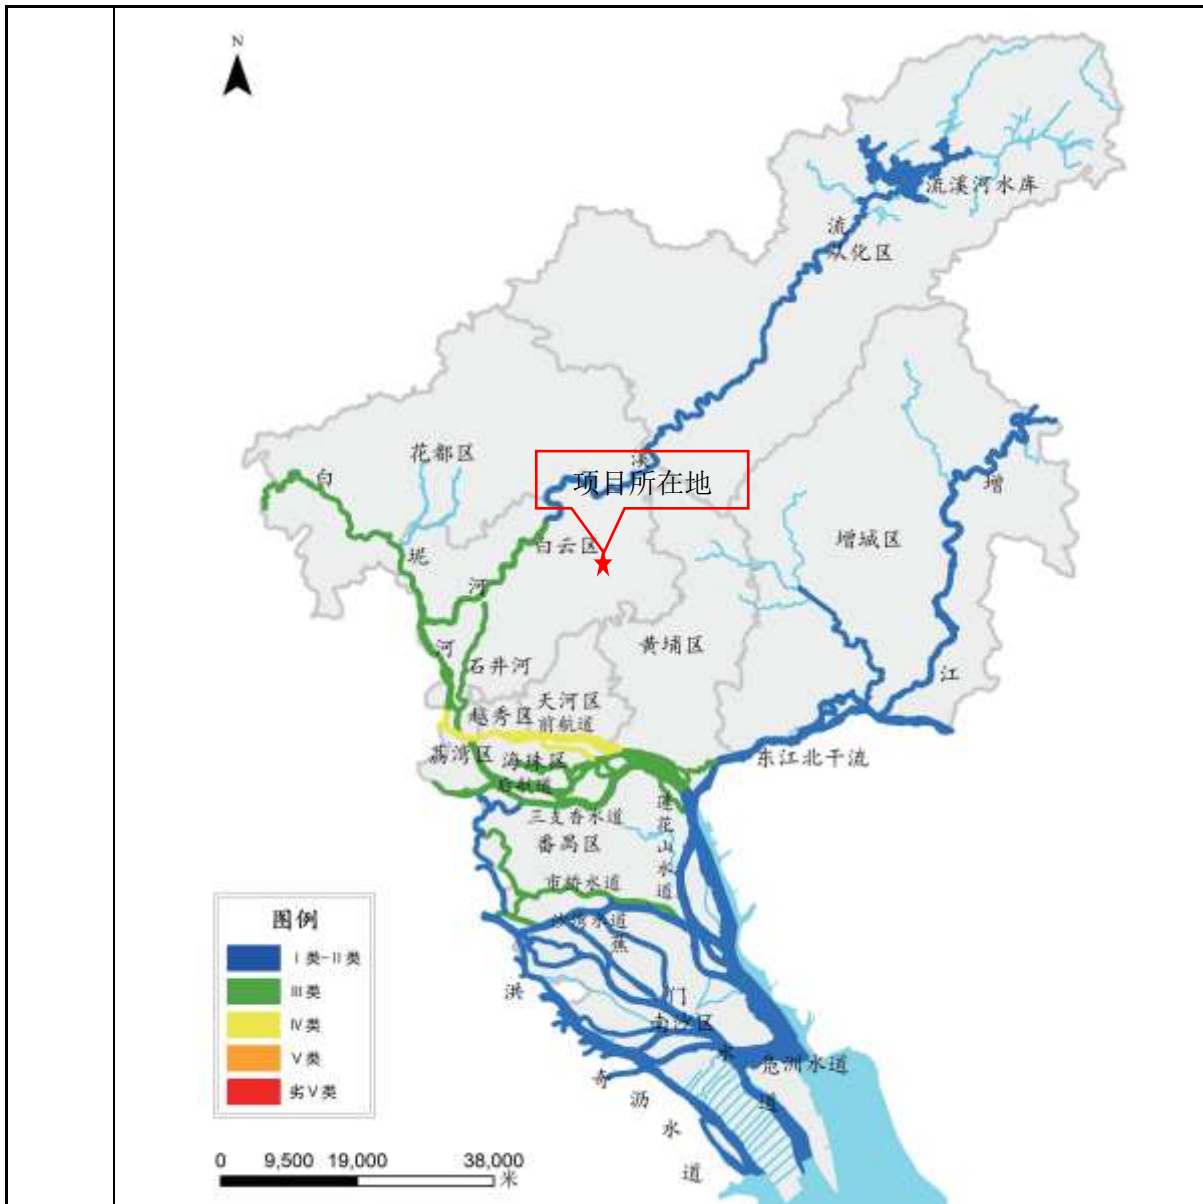 N
流溪河水库
流
从化区
花都区
溪
白
项目所在地
增
增城区
白云区
坭
河
黄埔区
河
石井河
江
天河区
越秀区
前航道
荔湾区
海珠区
东江北干流
后航道
莲花山水道
三支香水道
番禺区
市桥水道
沙湾水道
蕉
图例
I类-II类
洪
门
III类
南沙区
IV类
水
V类
凫洲水道
奇
道
劣V类
沥
水
0 9,500 19,000 38,000
米
道